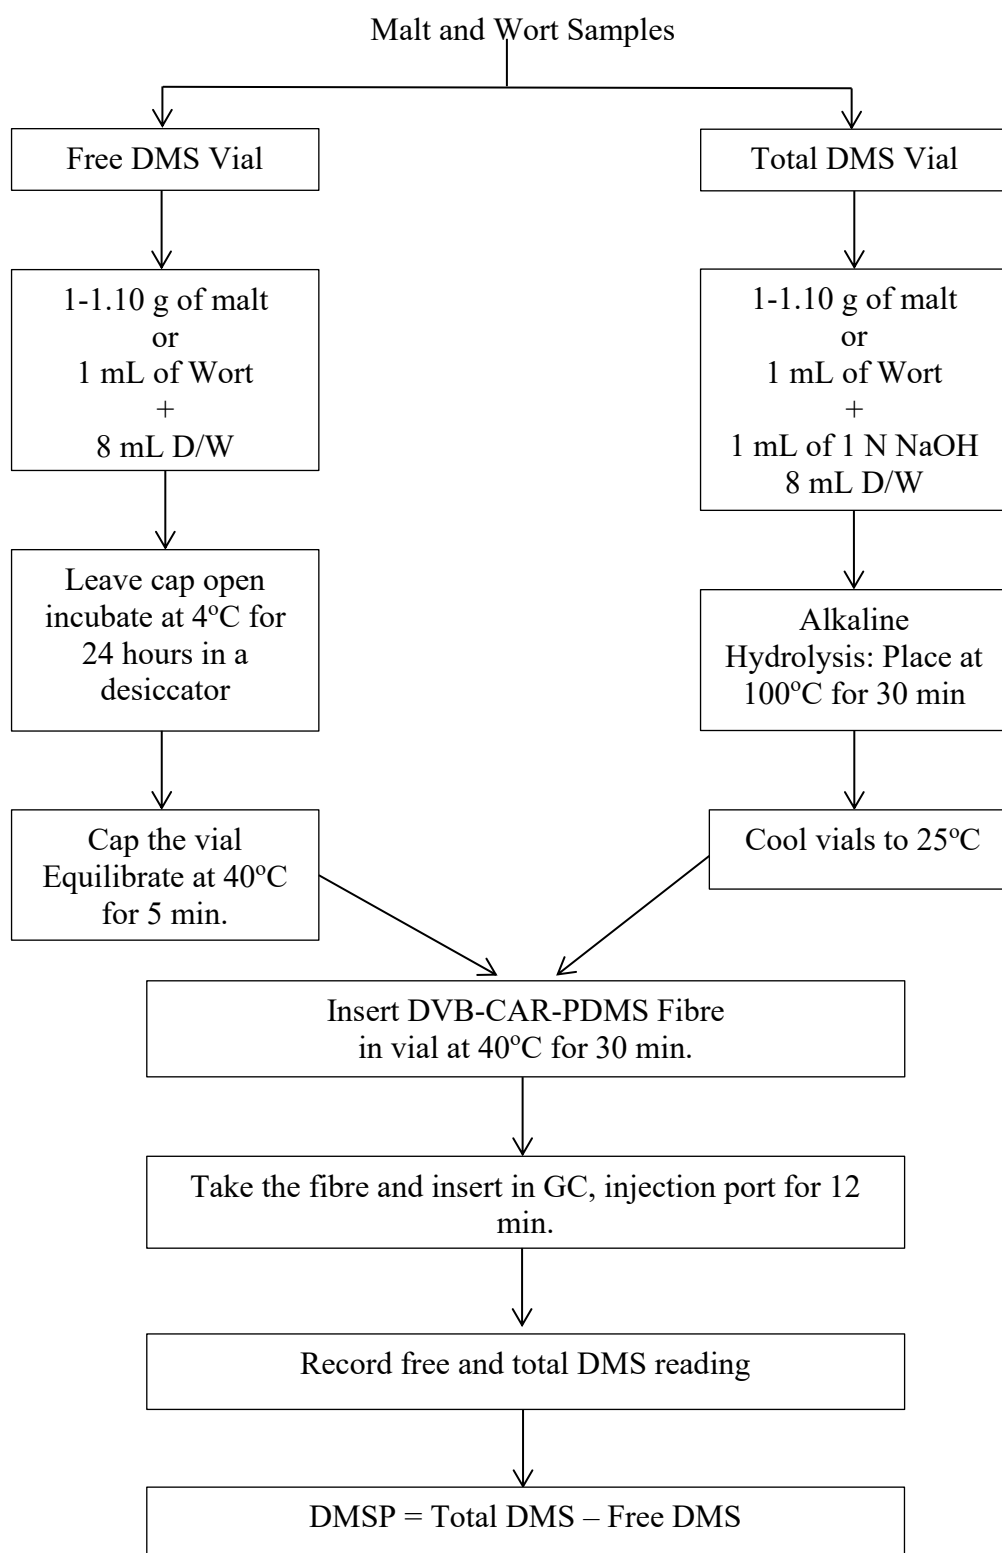 Malt and Wort Samples
Free DMS Vial
Total DMS Vial
1-1.10 g of malt
or
1 mL of Wort
+
8 mL D/W
1-1.10 g of malt
or
1 mL of Wort
+
1 mL of 1 N NaOH
8 mL D/W
Leave cap open
incubate at 4ºC for
24 hours in a
desiccator
Alkaline
Hydrolysis: Place at
100ºC for 30 min
Cap the vial
Equilibrate at 40ºC
for 5 min.
Cool vials to 25ºC
Insert DVB-CAR-PDMS Fibre
in vial at 40ºC for 30 min.
Take the fibre and insert in GC, injection port for 12
min.
Record free and total DMS reading
DMSP = Total DMS – Free DMS